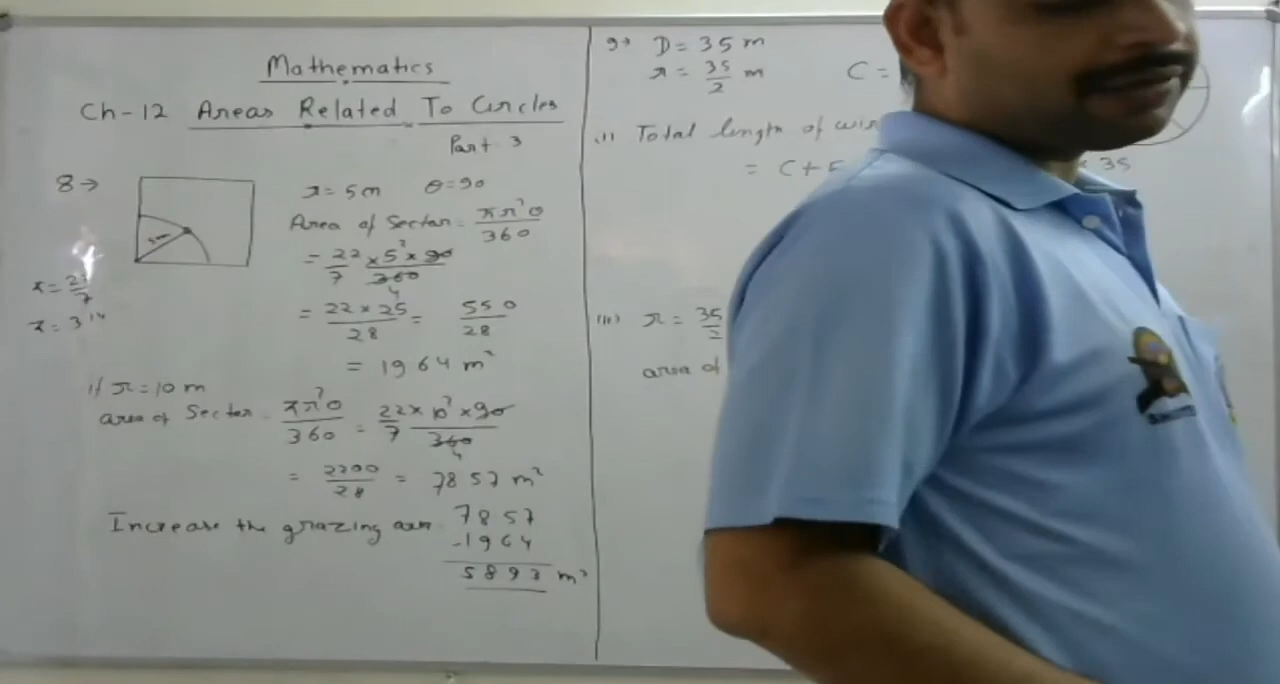 Mathematics
Ch-12 Areas Related To Circles
Part 3
8→
5m
r = 5m θ=90
Area of Sector = πr²θ/360
= 22/7 × 5² × 90/360
4
= 22 × 25/28 = 550/28
= 19.64 m²
π = 22/7
π = 3.14
if r = 10 m
area of Sector = πr²θ/360 = 22/7 × 10² × 90/360
4
= 2200/28 = 78.57 m²
Increase the grazing area 78.57
-19.64
58.93 m²
9→ D = 35 m
r = 35/2 m C =
(i) Total length of
= C + 5 × 35
(ii) r = 35/2
area of